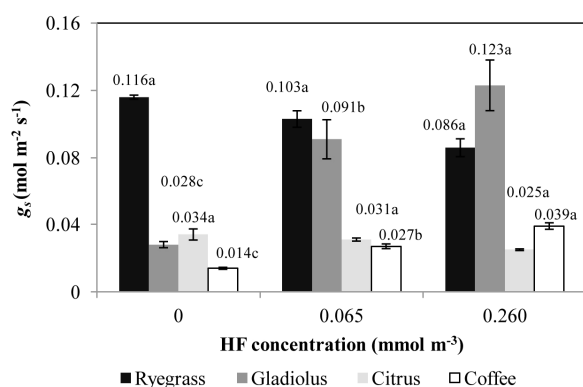 0.16
0.12
0.08
0.04
0
gₛ (mol m⁻² s⁻¹)
0.116a
0.028c
0.034a
0.014c
0.103a
0.091b
0.031a
0.027b
0.086a
0.123a
0.025a
0.039a
0 0.065 0.260
HF concentration (mmol m⁻³)
Ryegrass Gladiolus Citrus Coffee